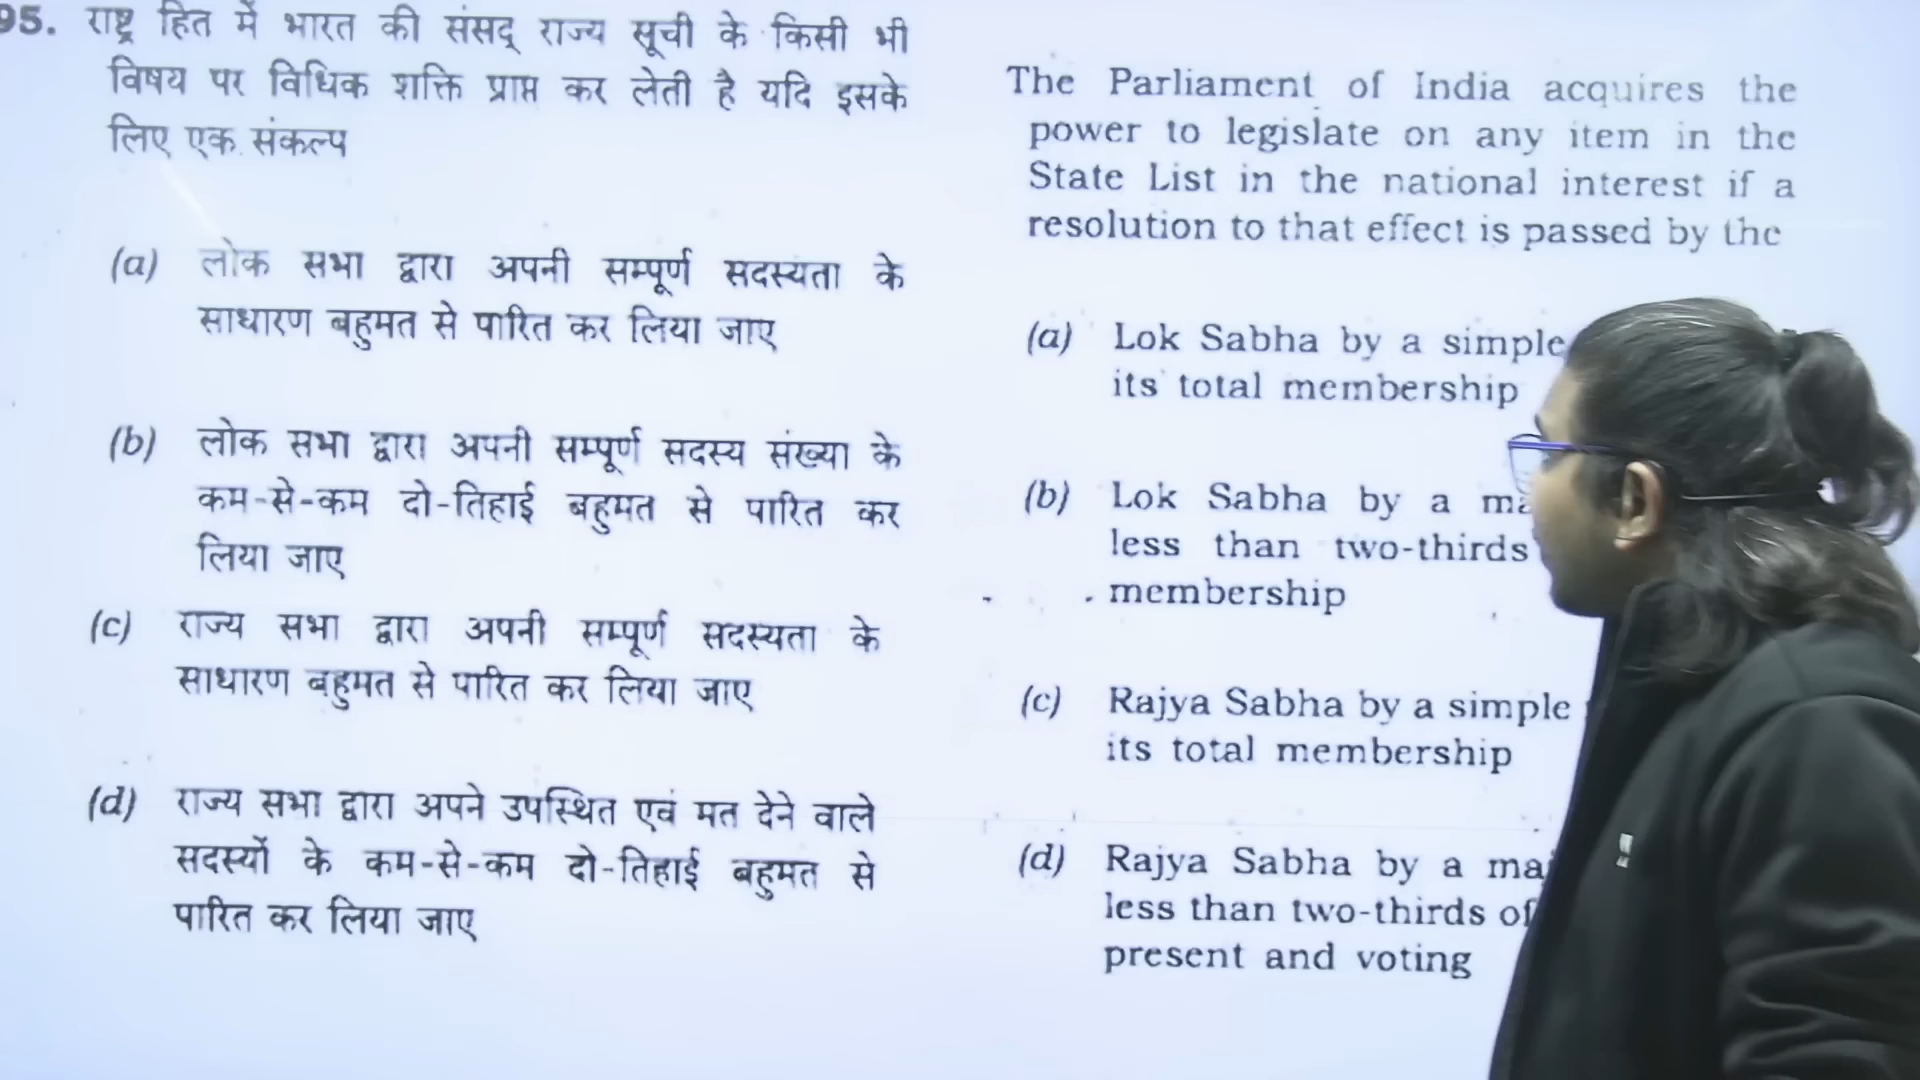 95. राष्ट्र हित में भारत की संसद् राज्य सूची के किसी भी
विषय पर विधिक शक्ति प्राप्त कर लेती है यदि इसके
लिए एक संकल्प
(a) लोक सभा द्वारा अपनी सम्पूर्ण सदस्यता के
साधारण बहुमत से पारित कर लिया जाए
(b) लोक सभा द्वारा अपनी सम्पूर्ण सदस्य संख्या के
कम-से-कम दो-तिहाई बहुमत से पारित कर
लिया जाए
(c) राज्य सभा द्वारा अपनी सम्पूर्ण सदस्यता के
साधारण बहुमत से पारित कर लिया जाए
(d) राज्य सभा द्वारा अपने उपस्थित एवं मत देने वाले
सदस्यों के कम-से-कम दो-तिहाई बहुमत से
पारित कर लिया जाए
The Parliament of India acquires the
power to legislate on any item in the
State List in the national interest if a
resolution to that effect is passed by the
(a) Lok Sabha by a simple
its total membership
(b) Lok Sabha by a
less than two-thirds
membership
(c) Rajya Sabha by a simple
its total membership
(d) Rajya Sabha by a
less than two-thirds of
present and voting